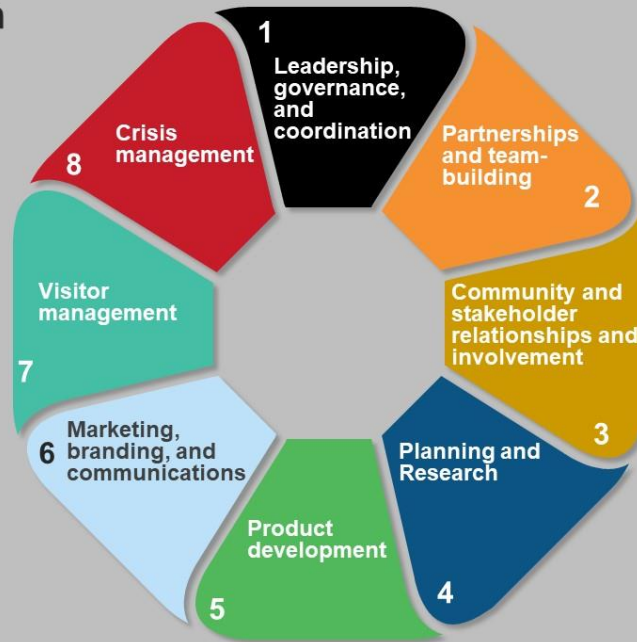 1
Leadership,
governance,
and
coordination
Partnerships
and team-
building
2
Community and
stakeholder
relationships and
involvement
3
Planning and
Research
4
Product
development
5
6
Marketing,
branding, and
communications
Visitor
management
7
Crisis
management
8